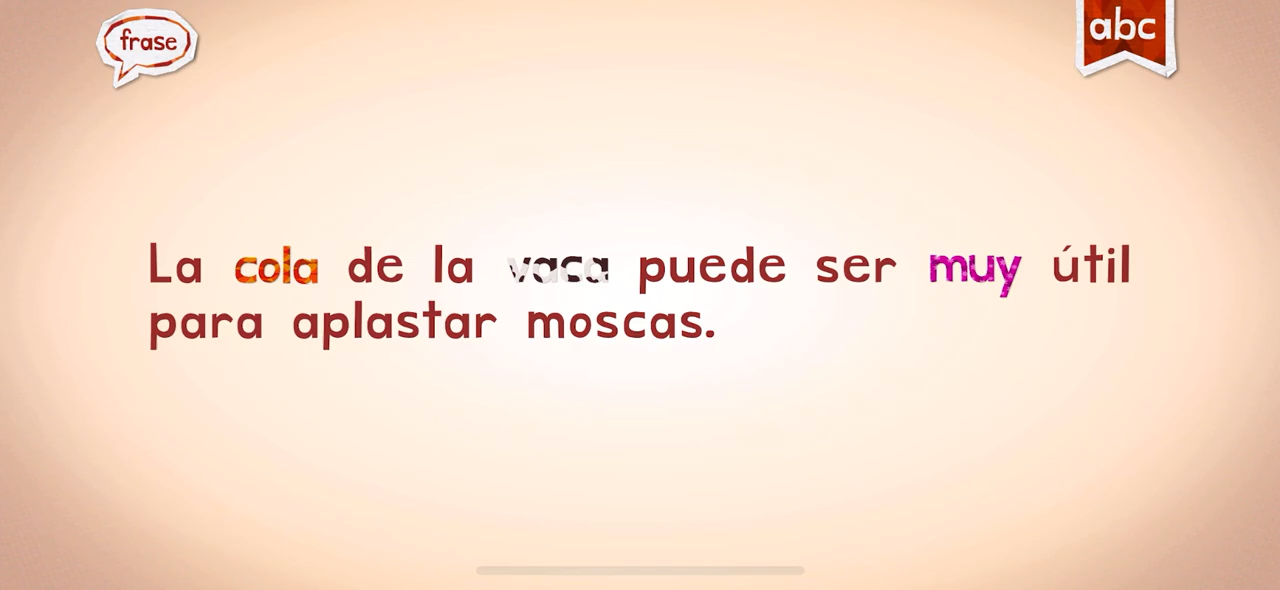 frase
abc
La cola de la vaca puede ser muy útil
para aplastar moscas.